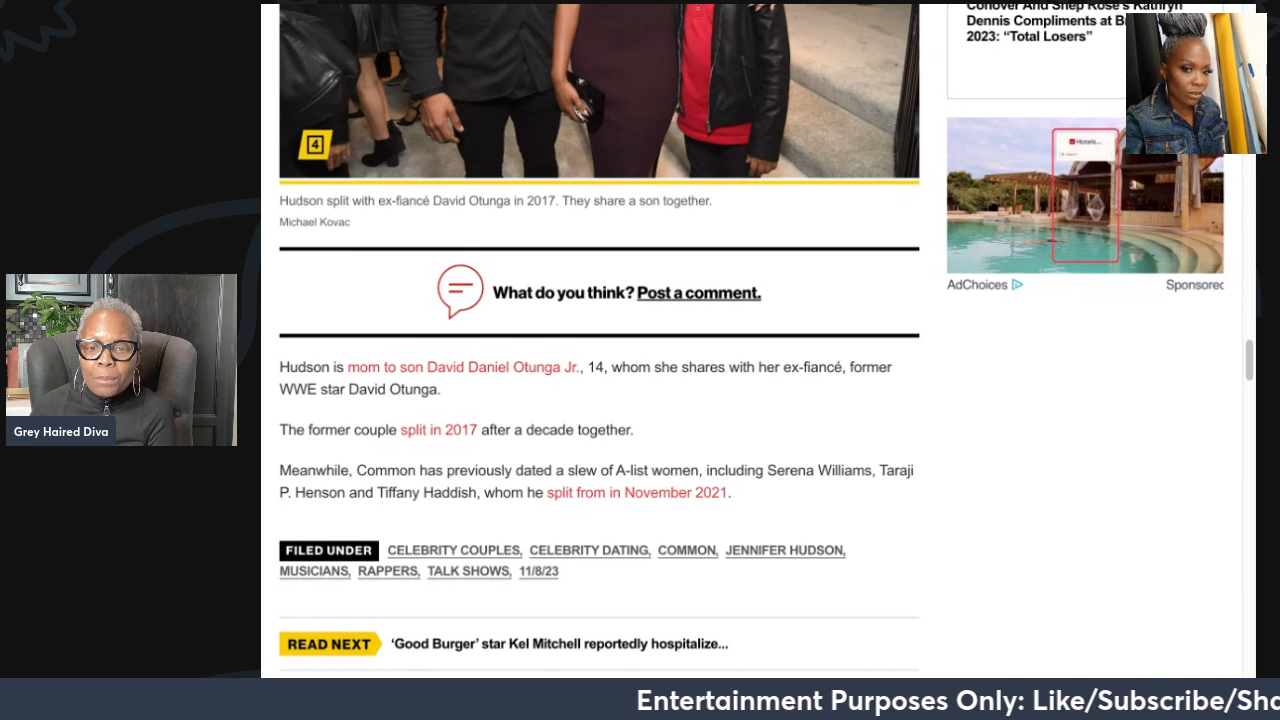 Conover And Shep Rose's Kathryn
Dennis Compliments at
2023: “Total Losers”
4
Hotels
Hudson split with ex-fiancé David Otunga in 2017. They share a son together.
Michael Kovac
AdChoices
Sponsored
What do you think? Post a comment.
Hudson is mom to son David Daniel Otunga Jr., 14, whom she shares with her ex-fiancé, former
WWE star David Otunga.
Grey Haired Diva
The former couple split in 2017 after a decade together.
Meanwhile, Common has previously dated a slew of A-list women, including Serena Williams, Taraji
P. Henson and Tiffany Haddish, whom he split from in November 2021.
FILED UNDER CELEBRITY COUPLES, CELEBRITY DATING, COMMON, JENNIFER HUDSON,
MUSICIANS, RAPPERS, TALK SHOWS, 11/8/23
READ NEXT ‘Good Burger’ star Kel Mitchell reportedly hospitalize...
Entertainment Purposes Only: Like/Subscribe/Sha